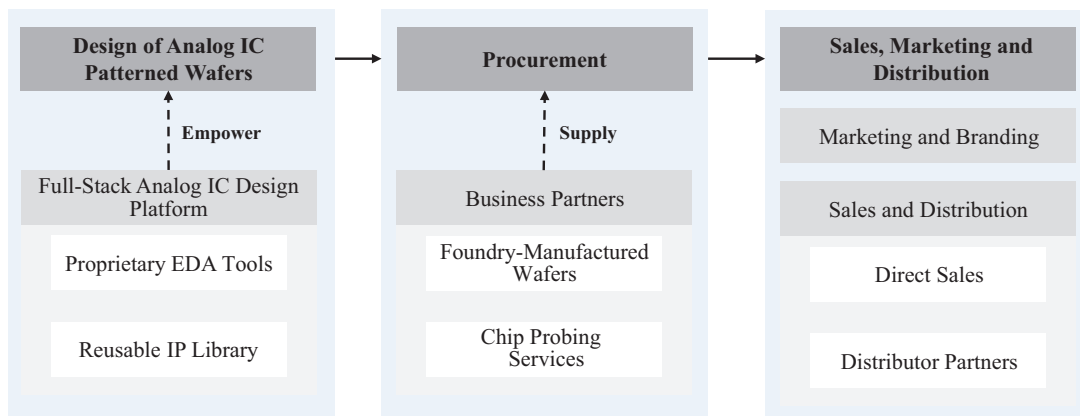 Design of Analog IC
Patterned Wafers
Empower
Full-Stack Analog IC Design
Platform
Proprietary EDA Tools
Reusable IP Library
Procurement
Supply
Business Partners
Foundry-Manufactured
Wafers
Chip Probing
Services
Sales, Marketing and
Distribution
Marketing and Branding
Sales and Distribution
Direct Sales
Distributor Partners